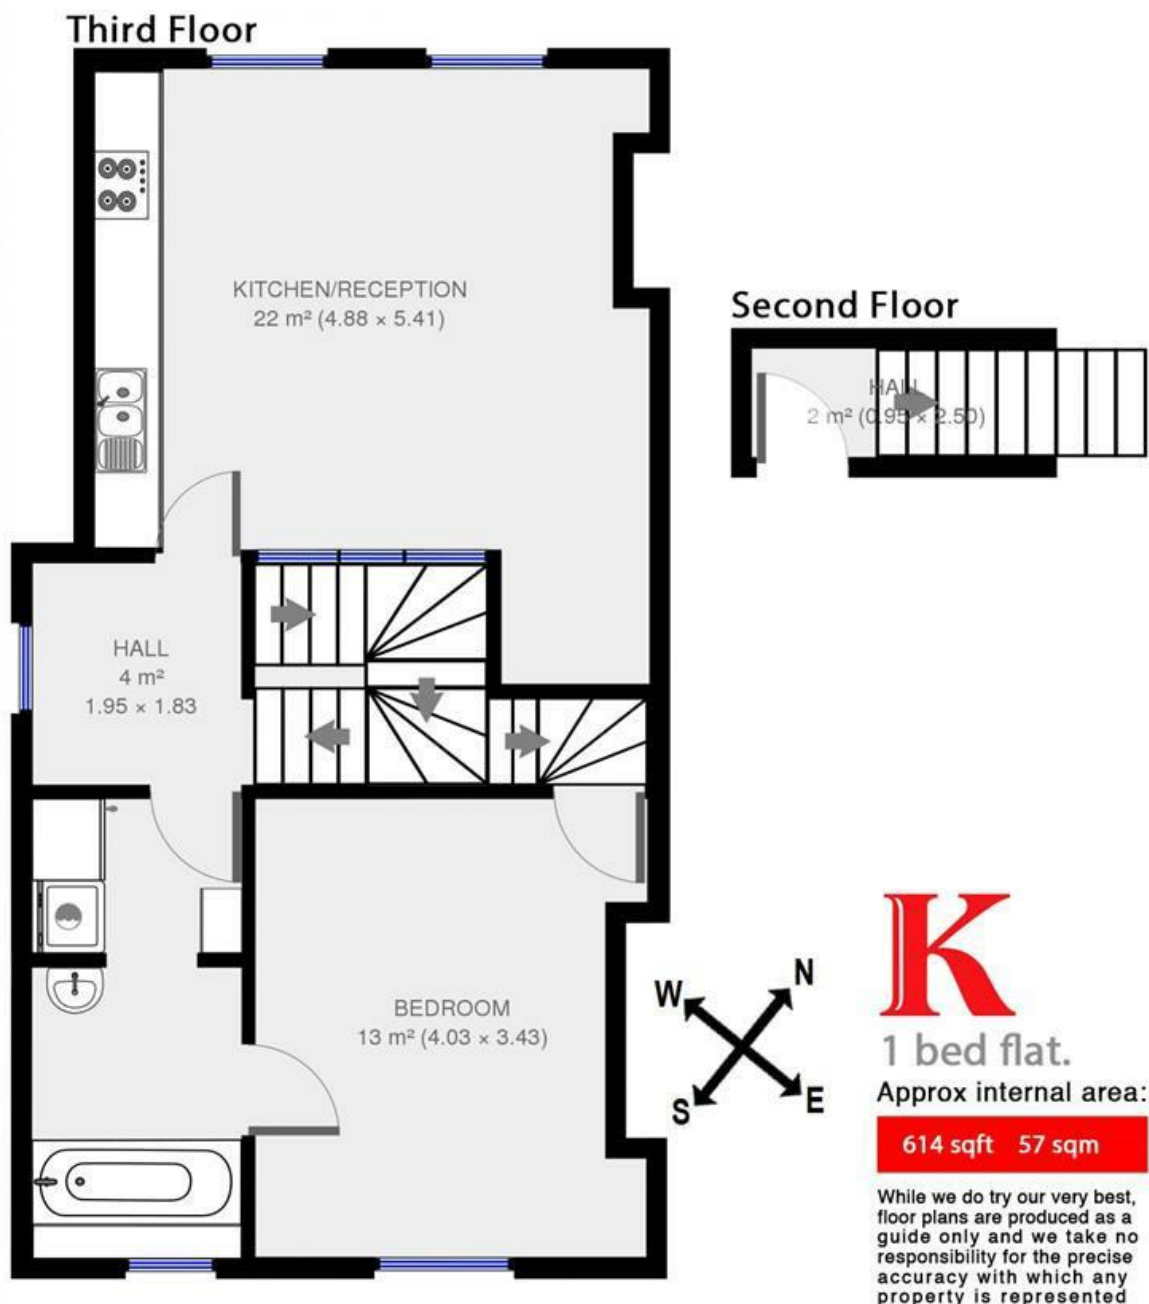 Third Floor
KITCHEN/RECEPTION
22 m² (4.88 × 5.41)
Second Floor
HALL
2 m² (0.95 × 2.50)
HALL
4 m²
1.95 × 1.83
BEDROOM
13 m² (4.03 × 3.43)
W N
S E
K
1 bed flat.
Approx internal area:
614 sqft 57 sqm
While we do try our very best,
floor plans are produced as a
guide only and we take no
responsibility for the precise
accuracy with which any
property is represented